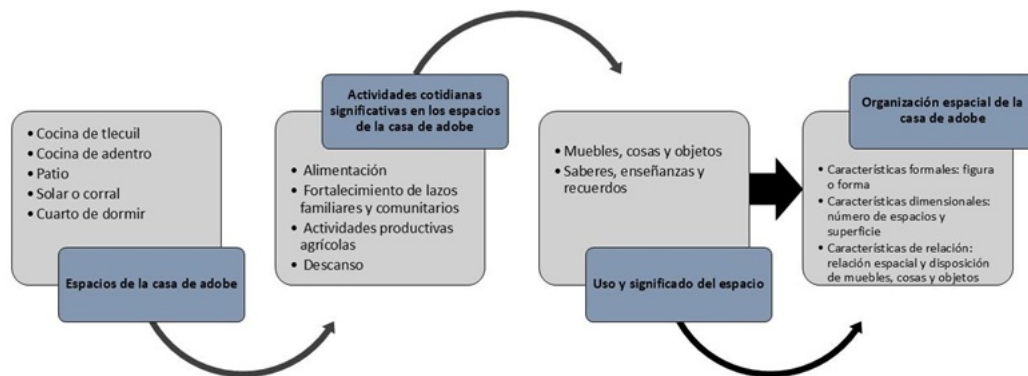 • Cocina de tlecuil
• Cocina de adentro
• Patio
• Solar o corral
• Cuarto de dormir
Espacios de la casa de adobe
Actividades cotidianas
significativas en los espacios
de la casa de adobe
• Alimentación
• Fortalecimiento de lazos
familiares y comunitarios
• Actividades productivas
agrícolas
• Descanso
• Muebles, cosas y objetos
• Saberes, enseñanzas y
recuerdos
Uso y significado del espacio
Organización espacial de la
casa de adobe
• Características formales: figura
o forma
• Características dimensionales:
número de espacios y
superficie
• Características de relación:
relación espacial y disposición
de muebles, cosas y objetos